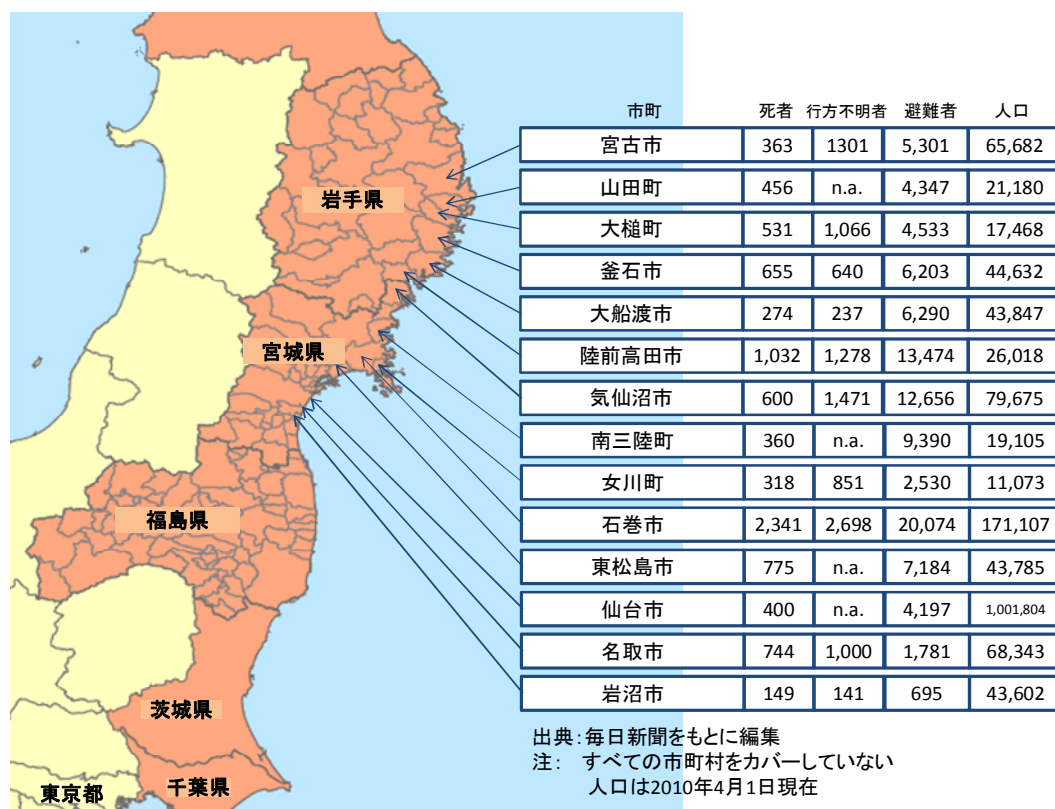 市町 死者 行方不明者 避難者 人口
宮古市 363 1301 5,301 65,682
山田町 456 n.a. 4,347 21,180
大槌町 531 1,066 4,533 17,468
釜石市 655 640 6,203 44,632
大船渡市 274 237 6,290 43,847
陸前高田市 1,032 1,278 13,474 26,018
気仙沼市 600 1,471 12,656 79,675
南三陸町 360 n.a. 9,390 19,105
女川町 318 851 2,530 11,073
石巻市 2,341 2,698 20,074 171,107
東松島市 775 n.a. 7,184 43,785
仙台市 400 n.a. 4,197 1,001,804
名取市 744 1,000 1,781 68,343
岩沼市 149 141 695 43,602
出典：毎日新聞をもとに編集
注： すべての市町村をカバーしていない
人口は2010年4月1日現在
岩手県
宮城県
福島県
茨城県
千葉県
東京都